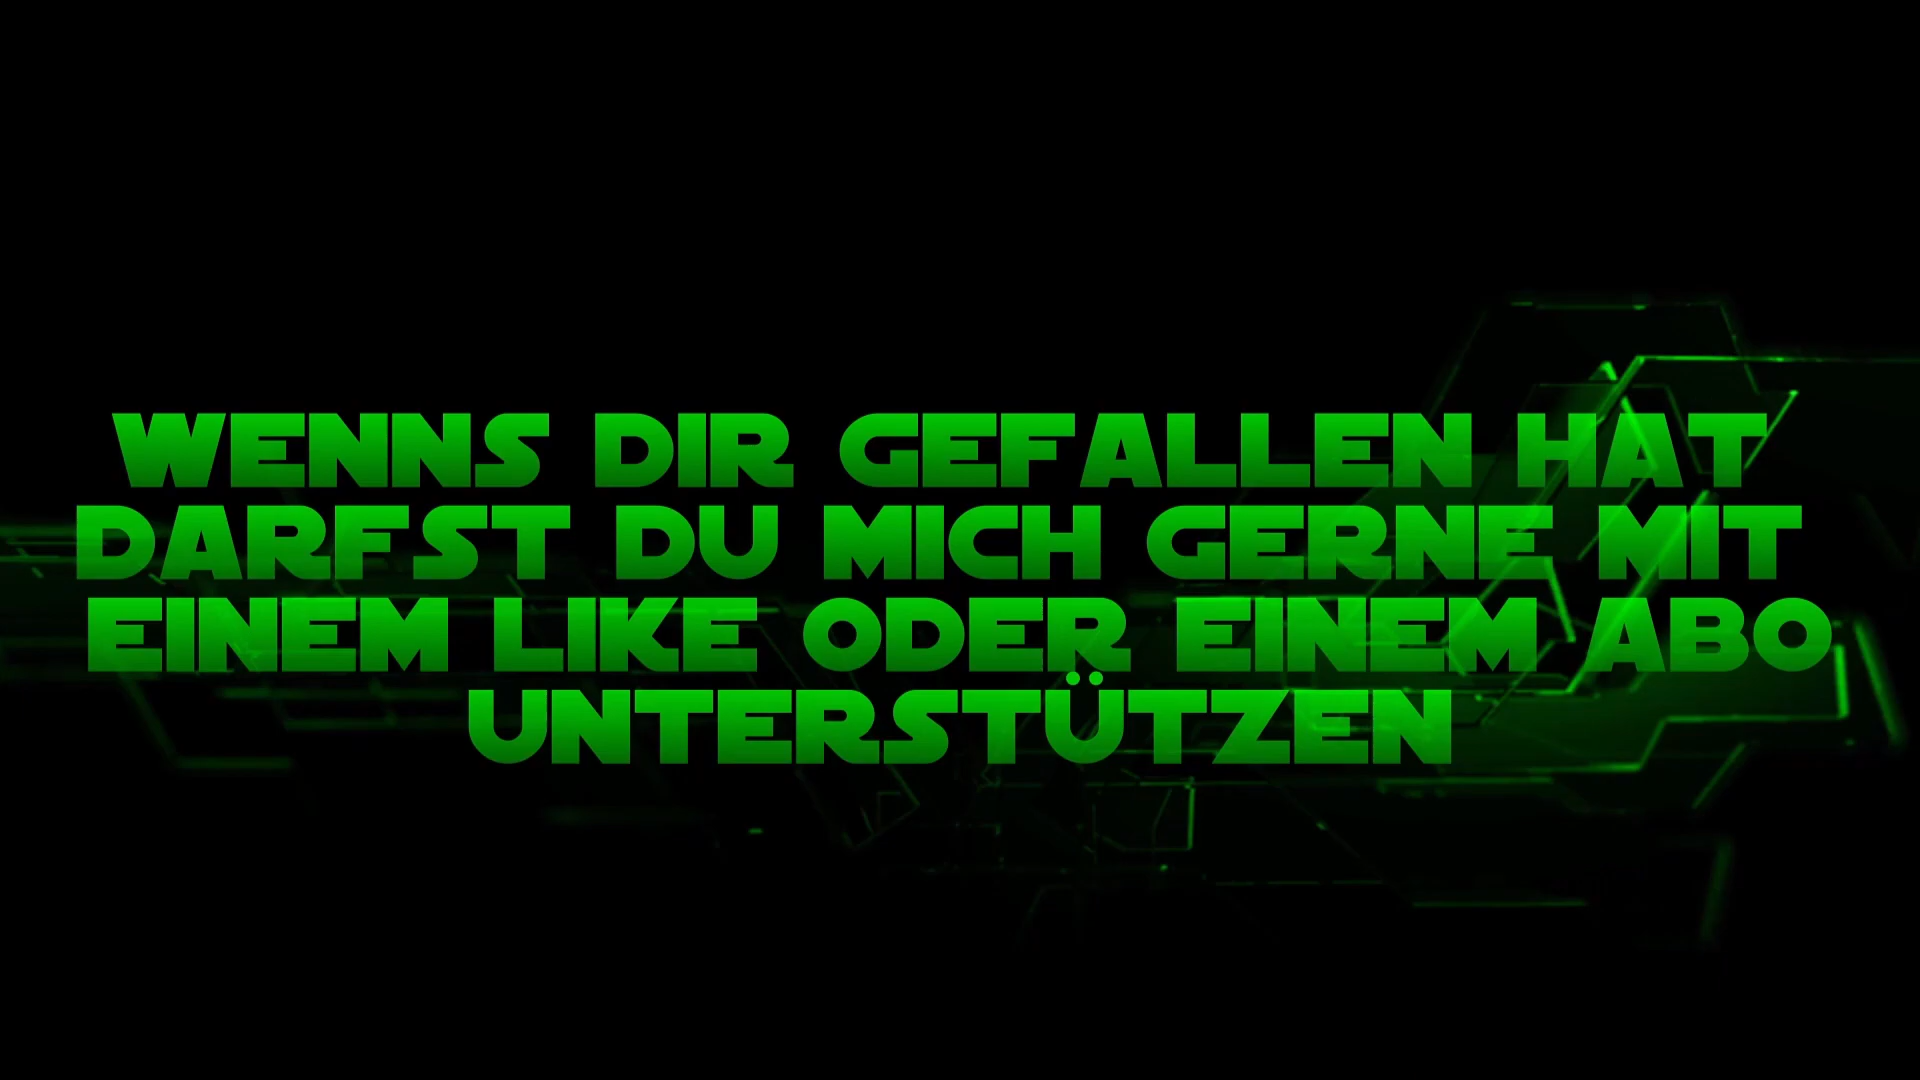 WENNS DIR GEFALLEN HAT
DARFST DU MICH GERNE MIT
EINEM LIKE ODER EINEM ABO
UNTERSTÜTZEN